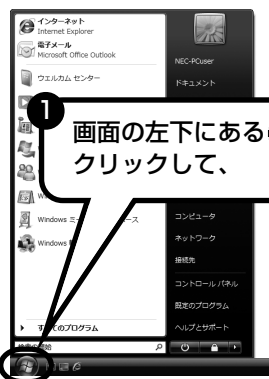 インターネット
Internet Explorer
電子メール
Microsoft Office Outlook
ウェルカム センター
NEC-PCuser
ドキュメント
1
画面の左下にある
クリックして、
Windows
コンピュータ
ネットワーク
接続先
コントロール パネル
既定のプログラム
ヘルプとサポート
Windows
すべてのプログラム